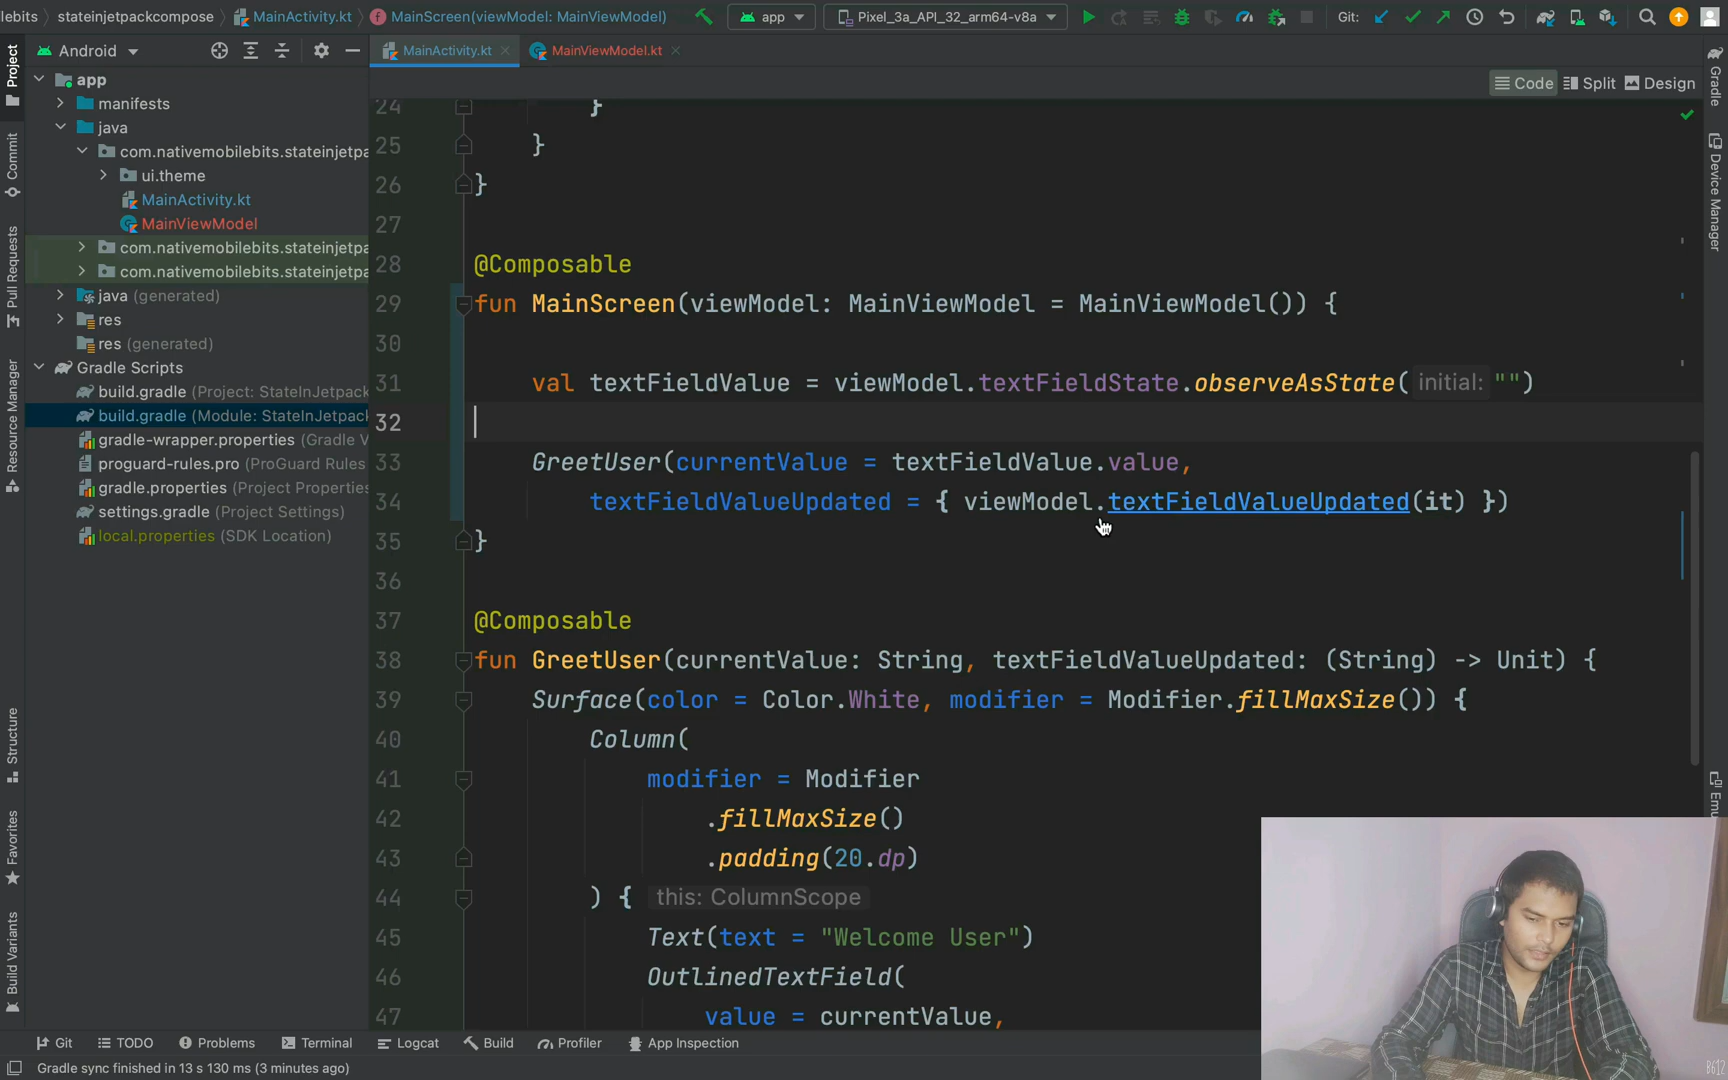 lebits
stateinjetpackcompose
MainActivity.kt
MainScreen(viewModel: MainViewModel)
app
Pixel_3a_API_32_arm64-v8a
Git:
Project
Commit
Pull Requests
Resource Manager
Structure
Favorites
Build Variants
Android
MainActivity.kt
MainViewModel.kt
Code
Split
Design
Gradle
Device Manager
Emu
app
manifests
java
com.nativemobilebits.stateinjetpa
ui.theme
MainActivity.kt
MainViewModel
com.nativemobilebits.stateinjetpa
com.nativemobilebits.stateinjetpa
java (generated)
res
res (generated)
Gradle Scripts
build.gradle (Project: StateInJetpack
build.gradle (Module: StateInJetpack
gradle-wrapper.properties (Gradle V
proguard-rules.pro (ProGuard Rules
gradle.properties (Project Properties
settings.gradle (Project Settings)
local.properties (SDK Location)
24 }
25 }
26 }
27
28 @Composable
29 fun MainScreen(viewModel: MainViewModel = MainViewModel()) {
30
31 val textFieldValue = viewModel.textFieldState.observeAsState( initial: "")
32
33 GreetUser(currentValue = textFieldValue.value,
34 textFieldValueUpdated = { viewModel.textFieldValueUpdated(it) })
35 }
36
37 @Composable
38 fun GreetUser(currentValue: String, textFieldValueUpdated: (String) -> Unit) {
39 Surface(color = Color.White, modifier = Modifier.fillMaxSize()) {
40 Column(
41 modifier = Modifier
42 .fillMaxSize()
43 .padding(20.dp)
44 ) { this: ColumnScope
45 Text(text = "Welcome User")
46 OutlinedTextField(
47 value = currentValue,
Git
TODO
Problems
Terminal
Logcat
Build
Profiler
App Inspection
Gradle sync finished in 13 s 130 ms (3 minutes ago)
B612